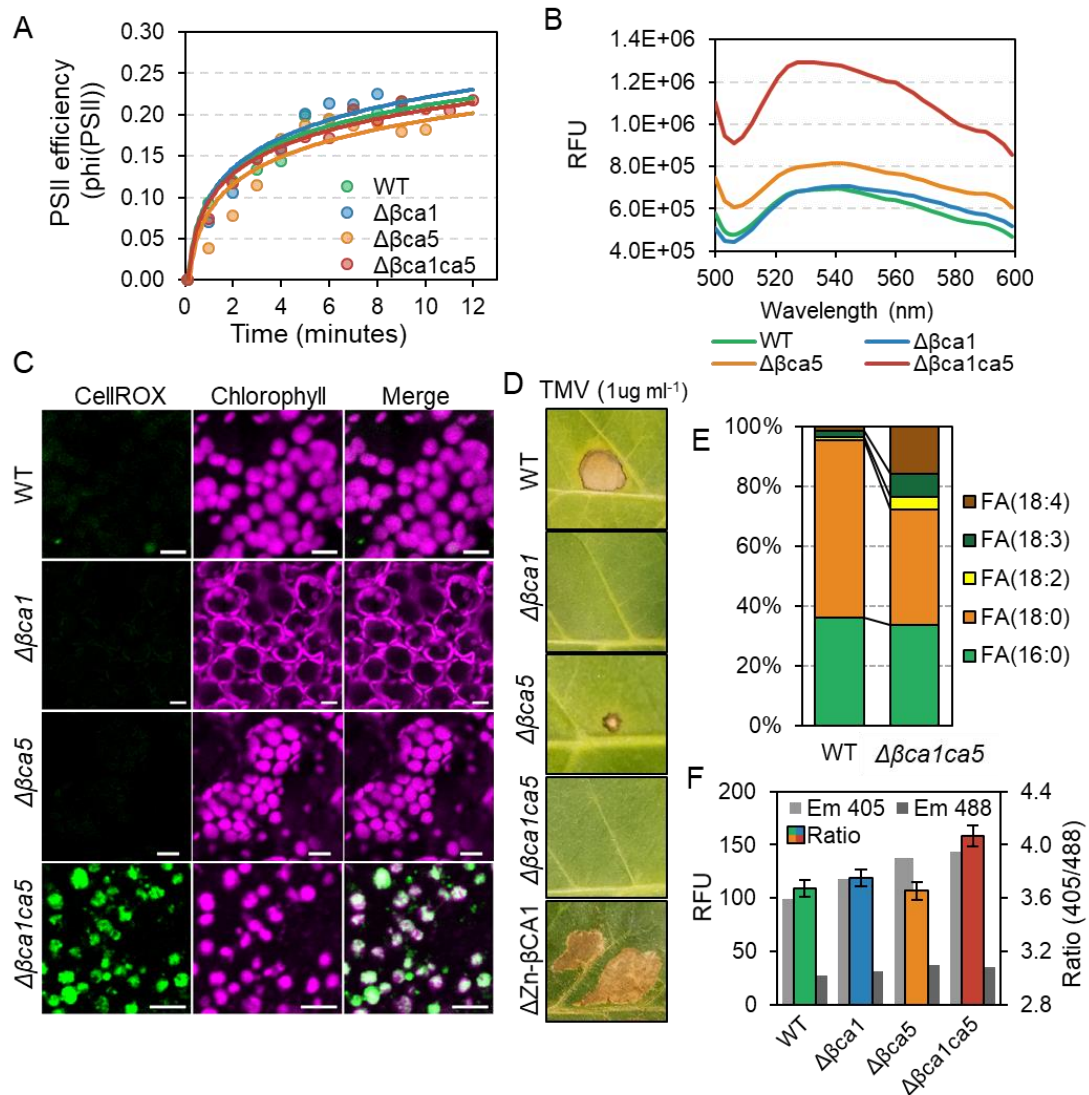 A
PSII efficiency
(phi(PSII))
0.30
0.25
0.20
0.15
0.10
0.05
0.00
0 2 4 6 8 10 12
Time (minutes)
WT
Δβca1
Δβca5
Δβca1ca5
B
RFU
1.4E+06
1.2E+06
1.0E+06
8.0E+05
6.0E+05
4.0E+05
500 520 540 560 580 600
Wavelength (nm)
WT Δβca1
Δβca5 Δβca1ca5
C
CellROX Chlorophyll Merge
WT
Δβca1
Δβca5
Δβca1ca5
D
TMV (1ug ml⁻¹)
WT
Δβca1
Δβca5
Δβca1ca5
ΔZn-βCA1
E
100%
80%
60%
40%
20%
0%
WT Δβca1ca5
FA(18:4)
FA(18:3)
FA(18:2)
FA(18:0)
FA(16:0)
F
Em 405 Em 488
Ratio
RFU
200
150
100
50
0
4.4
4.0
3.6
3.2
2.8
Ratio (405/488)
WT
Δβca1
Δβca5
Δβca1ca5